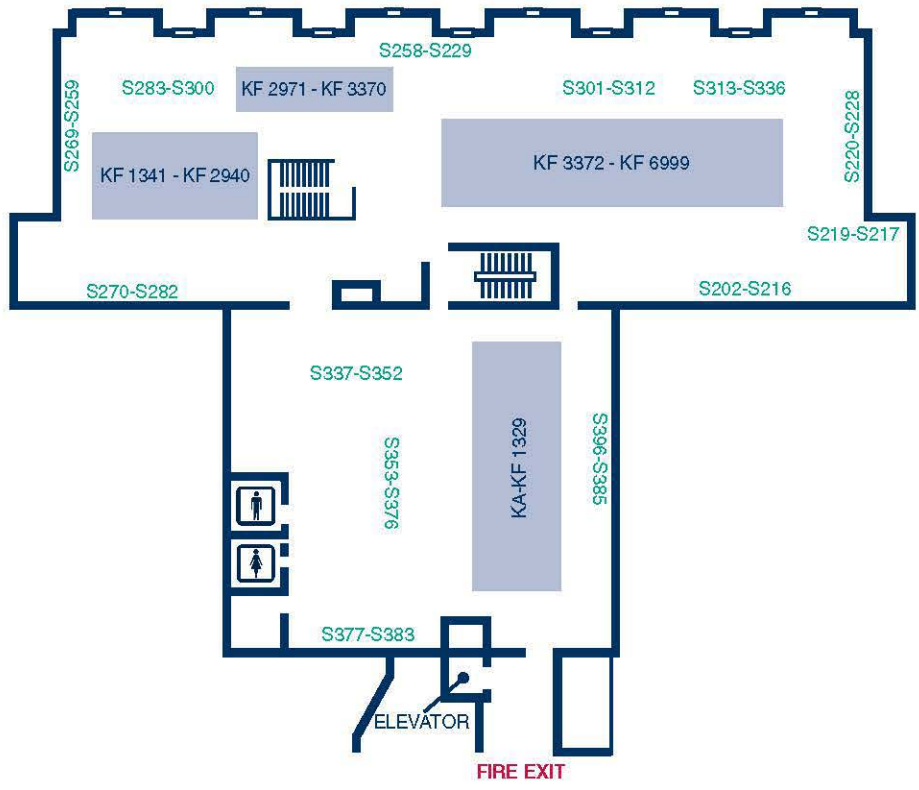 S258-S229
S283-S300
KF 2971 - KF 3370
S301-S312
S313-S336
S269-S259
S220-S228
KF 1341 - KF 2940
KF 3372 - KF 6999
S219-S217
S270-S282
S202-S216
S337-S352
S353-S376
KA-KF 1329
S396-S385
S377-S383
ELEVATOR
FIRE EXIT